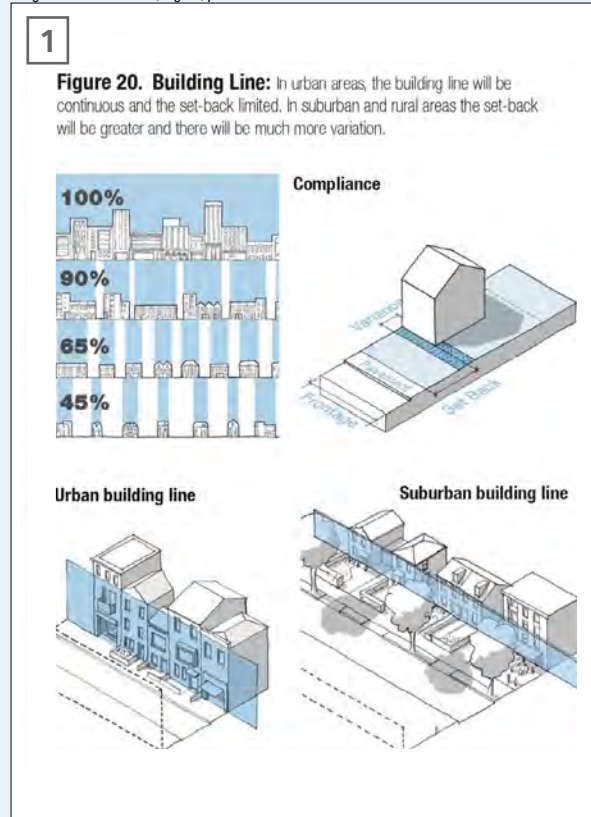 1
Figure 20. Building Line: In urban areas, the building line will be
continuous and the set-back limited. In suburban and rural areas the set-back
will be greater and there will be much more variation.
100%
90%
65%
45%
Compliance
Variation
Pavement
Frontage
Set Back
Urban building line
Suburban building line